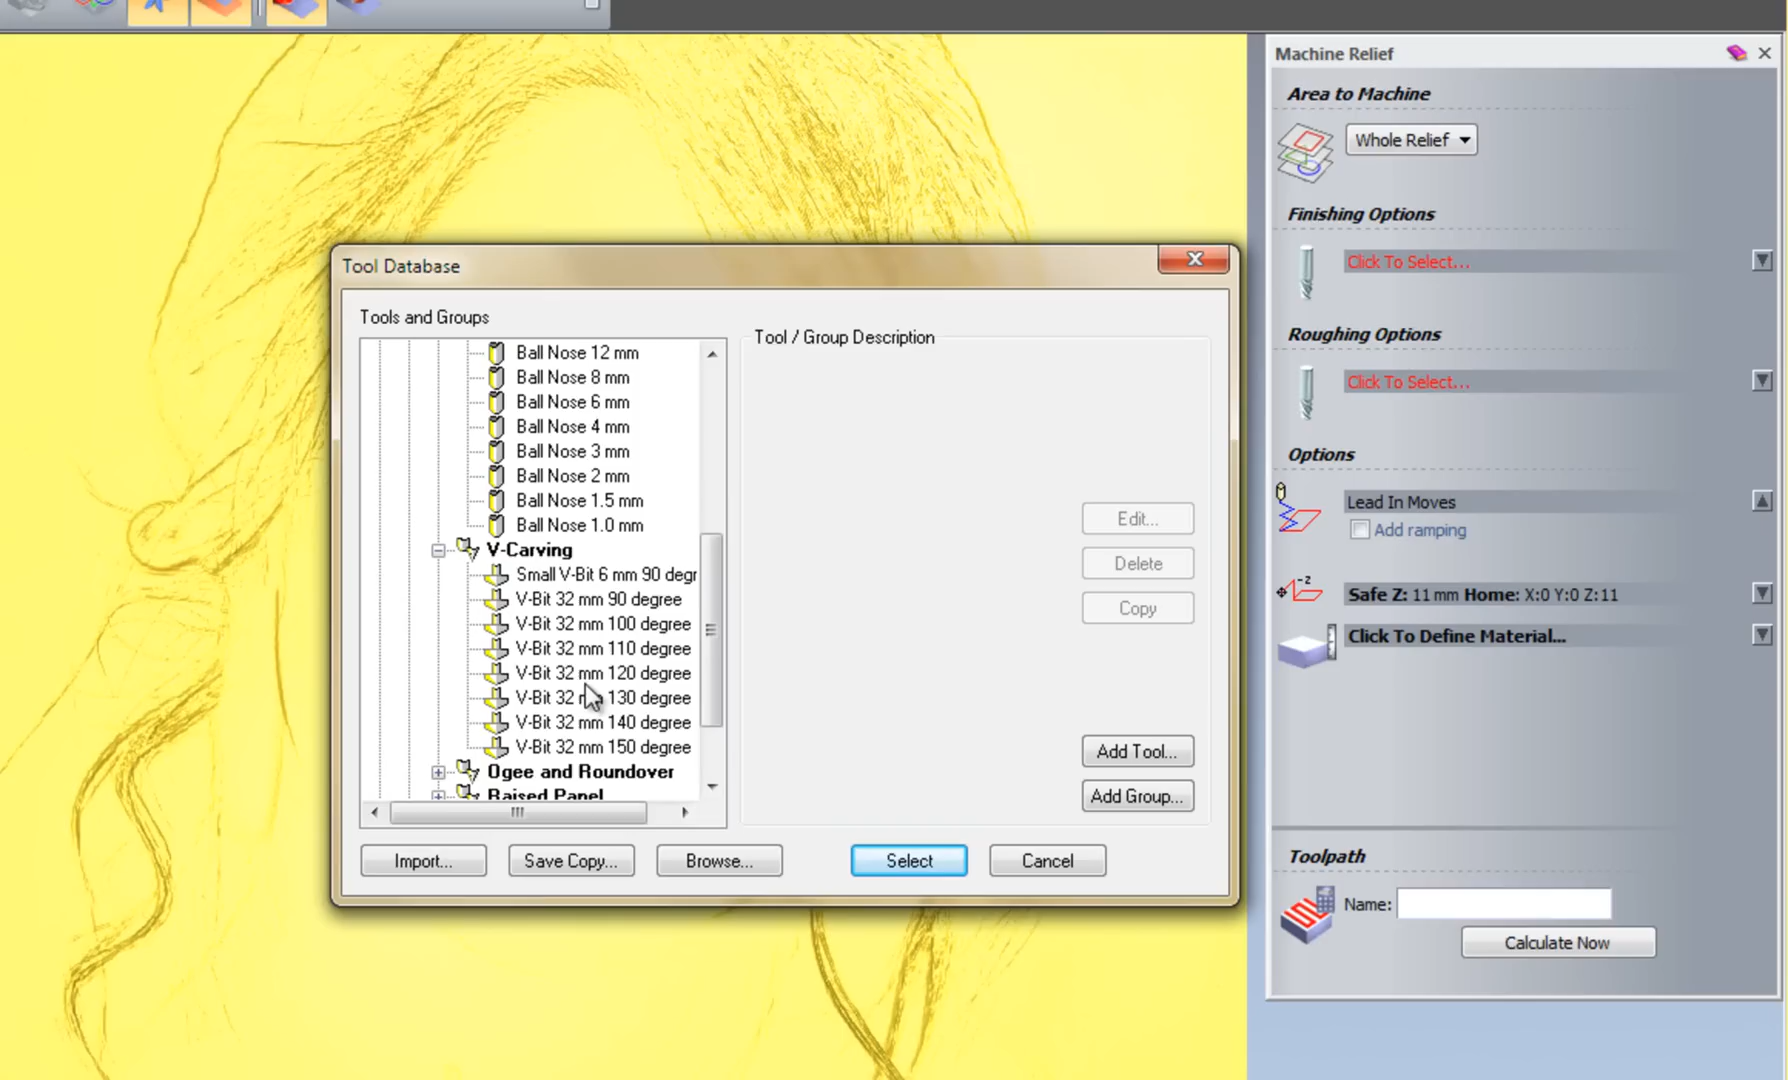 Machine Relief
Area to Machine
Whole Relief
Finishing Options
Click To Select...
Roughing Options
Click To Select...
Options
Lead In Moves
Add ramping
Safe Z: 11 mm Home: X:0 Y:0 Z:11
Click To Define Material...
Toolpath
Name:
Calculate Now
Tool Database
Tools and Groups
Ball Nose 12 mm
Ball Nose 8 mm
Ball Nose 6 mm
Ball Nose 4 mm
Ball Nose 3 mm
Ball Nose 2 mm
Ball Nose 1.5 mm
Ball Nose 1.0 mm
V-Carving
Small V-Bit 6 mm 90 degr
V-Bit 32 mm 90 degree
V-Bit 32 mm 100 degree
V-Bit 32 mm 110 degree
V-Bit 32 mm 120 degree
V-Bit 32 mm 130 degree
V-Bit 32 mm 140 degree
V-Bit 32 mm 150 degree
Ogee and Roundover
Raised Panel
Tool / Group Description
Edit...
Delete
Copy
Add Tool...
Add Group...
Import...
Save Copy...
Browse...
Select
Cancel